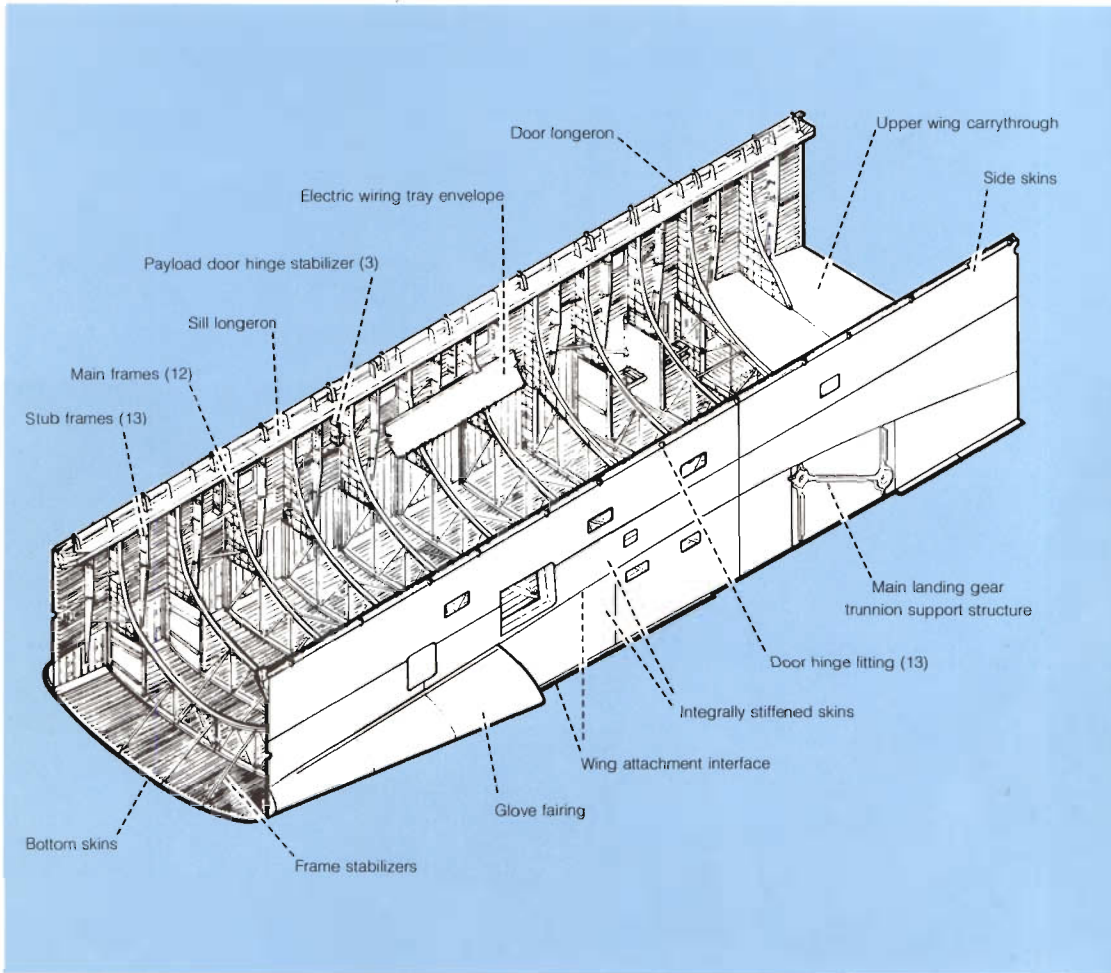 Door longeron
Upper wing carrythrough
Side skins
Electric wiring tray envelope
Payload door hinge stabilizer (3)
Sill longeron
Main frames (12)
Stub frames (13)
Main landing gear
trunnion support structure
Door hinge fitting (13)
Integrally stiffened skins
Wing attachment interface
Glove fairing
Bottom skins
Frame stabilizers